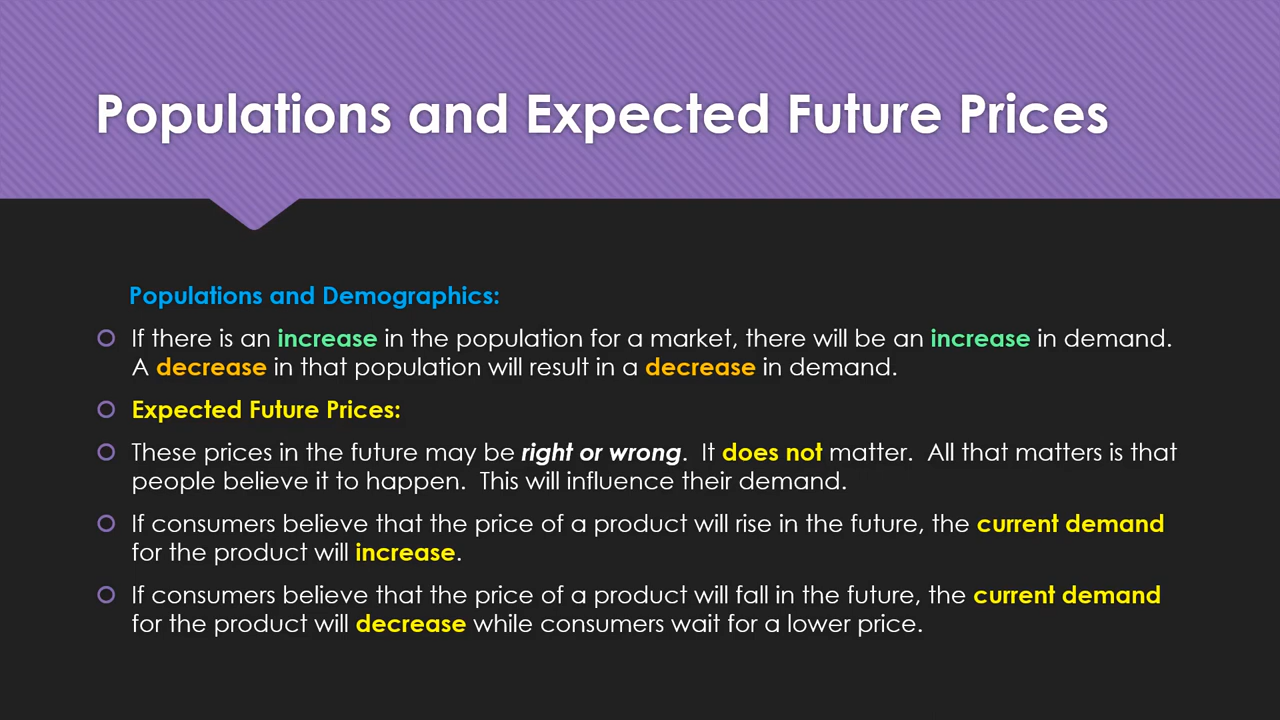 Populations and Expected Future Prices
Populations and Demographics:
If there is an increase in the population for a market, there will be an increase in demand.
A decrease in that population will result in a decrease in demand.
Expected Future Prices:
These prices in the future may be right or wrong.  It does not matter.  All that matters is that
people believe it to happen.  This will influence their demand.
If consumers believe that the price of a product will rise in the future, the current demand
for the product will increase.
If consumers believe that the price of a product will fall in the future, the current demand
for the product will decrease while consumers wait for a lower price.